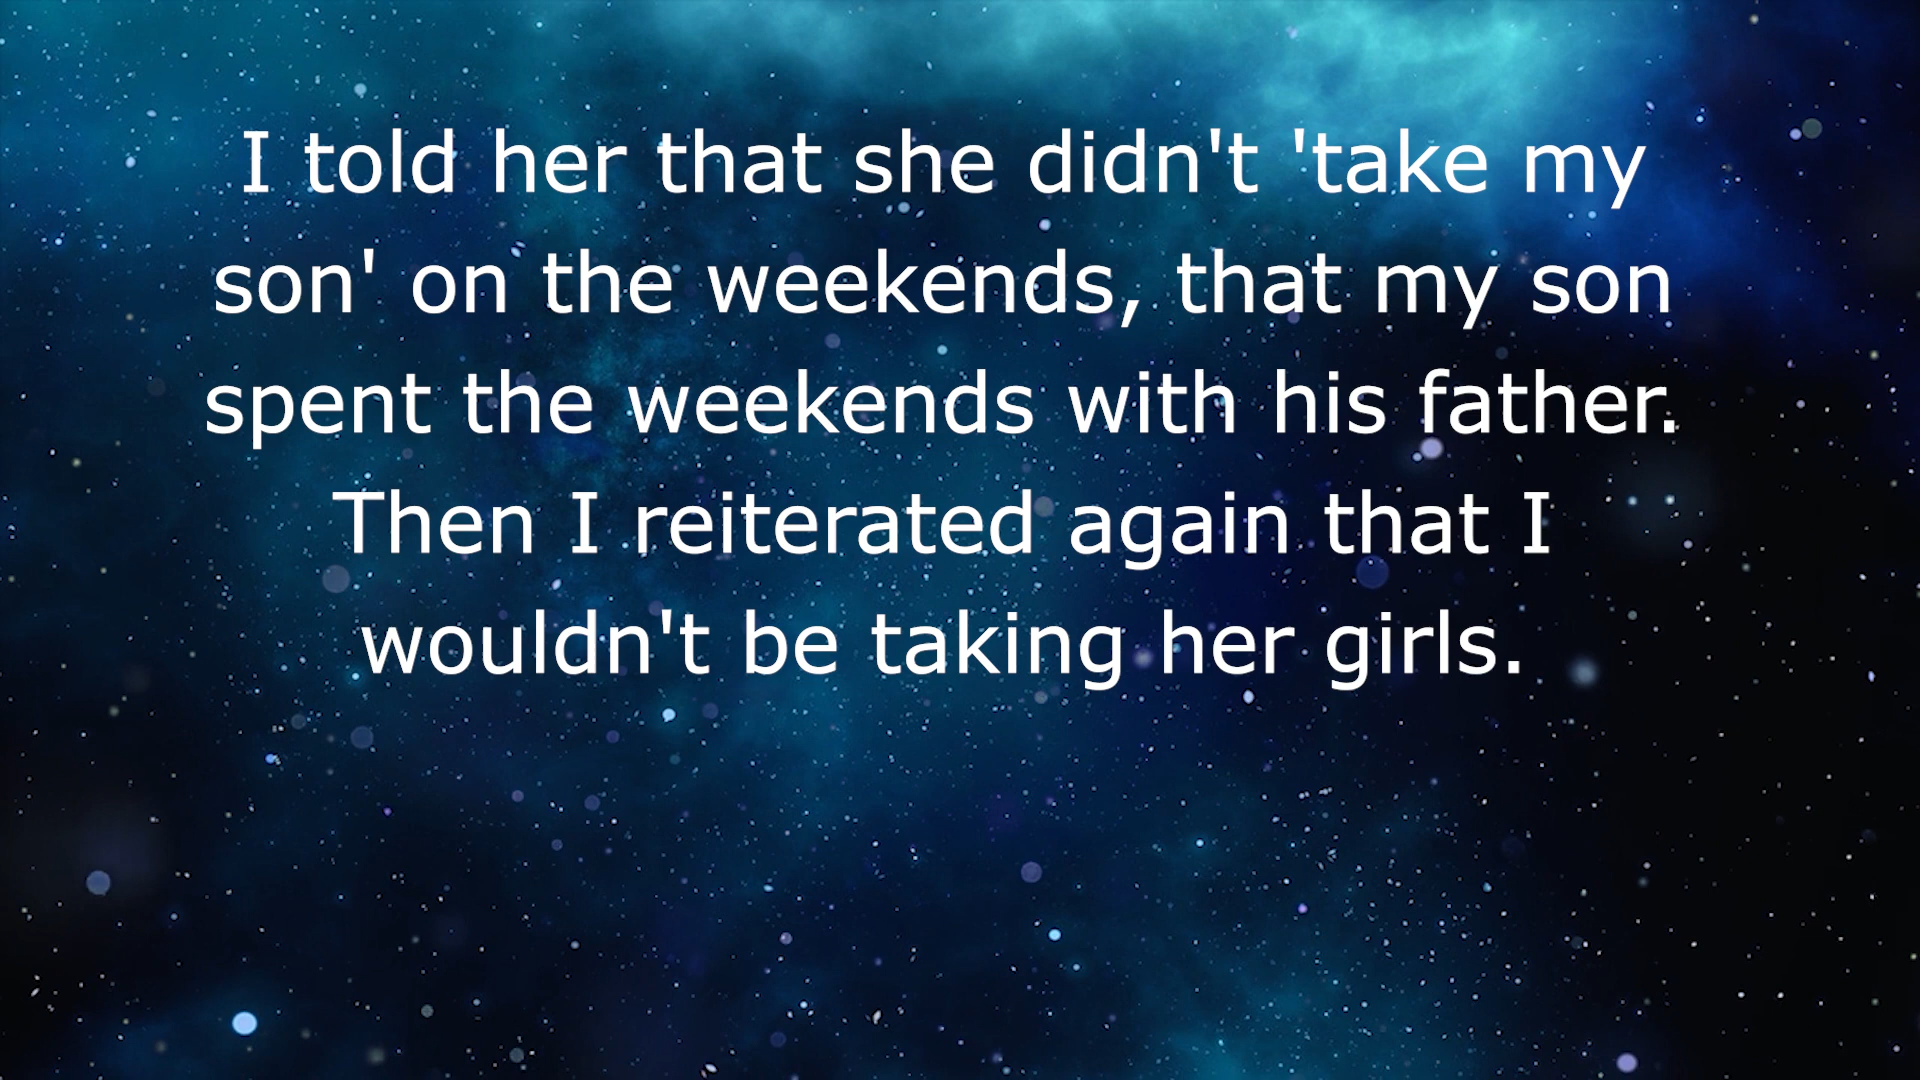 I told her that she didn't 'take my
son' on the weekends, that my son
spent the weekends with his father.
Then I reiterated again that I
wouldn't be taking her girls.